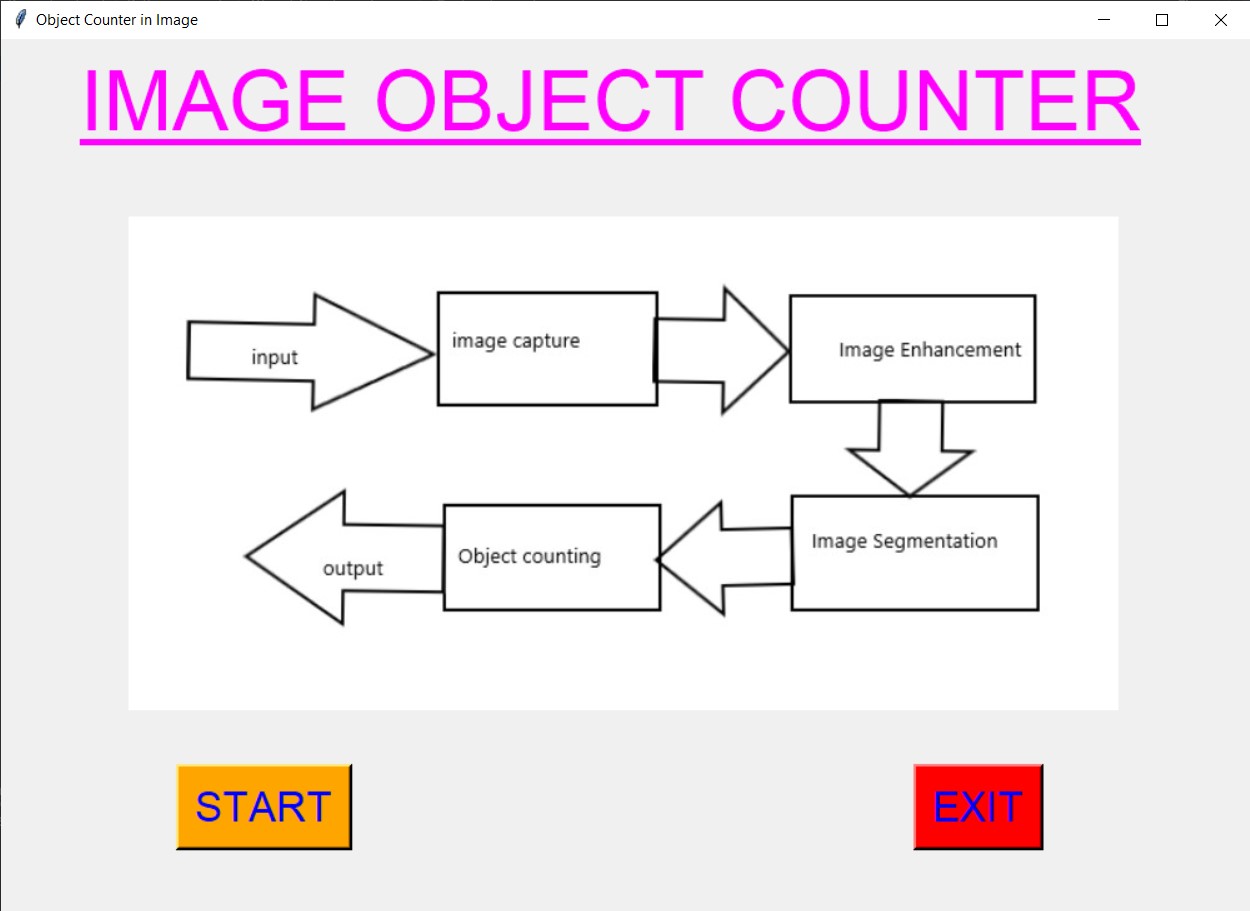 Object Counter in Image
IMAGE OBJECT COUNTER
input
image capture
Image Enhancement
Image Segmentation
Object counting
output
START
EXIT